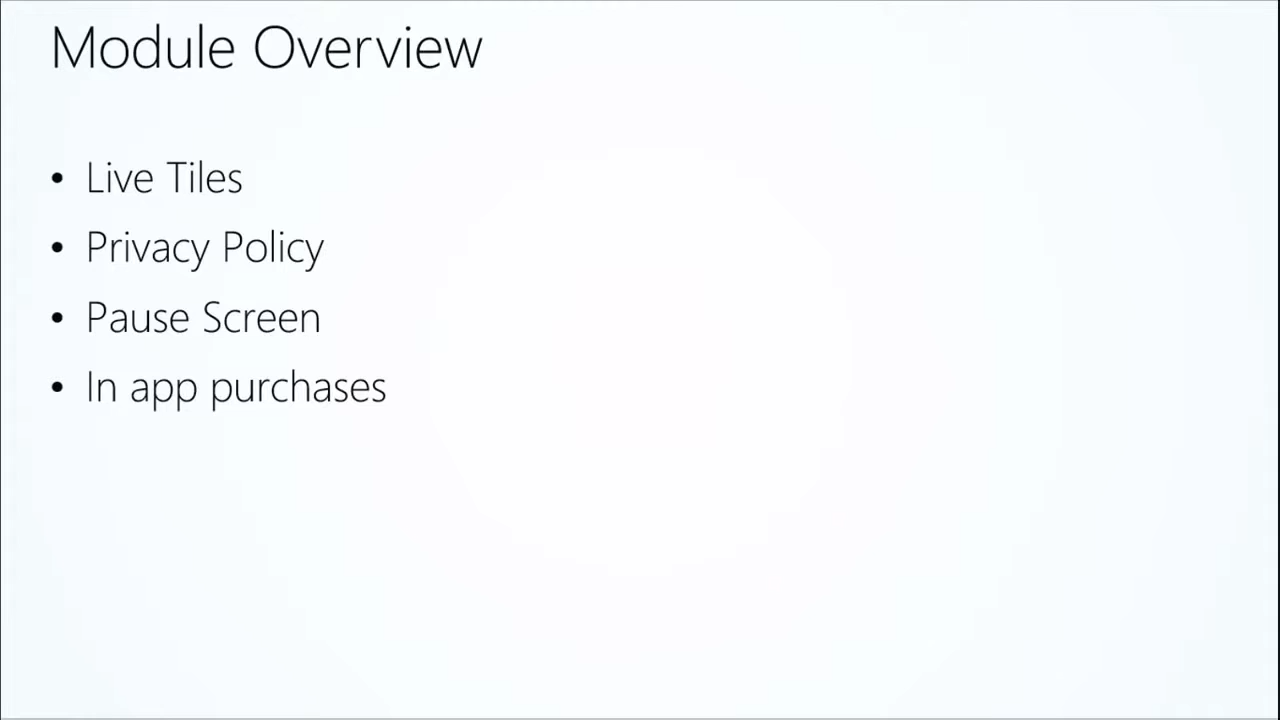 Module Overview
• Live Tiles
• Privacy Policy
• Pause Screen
• In app purchases